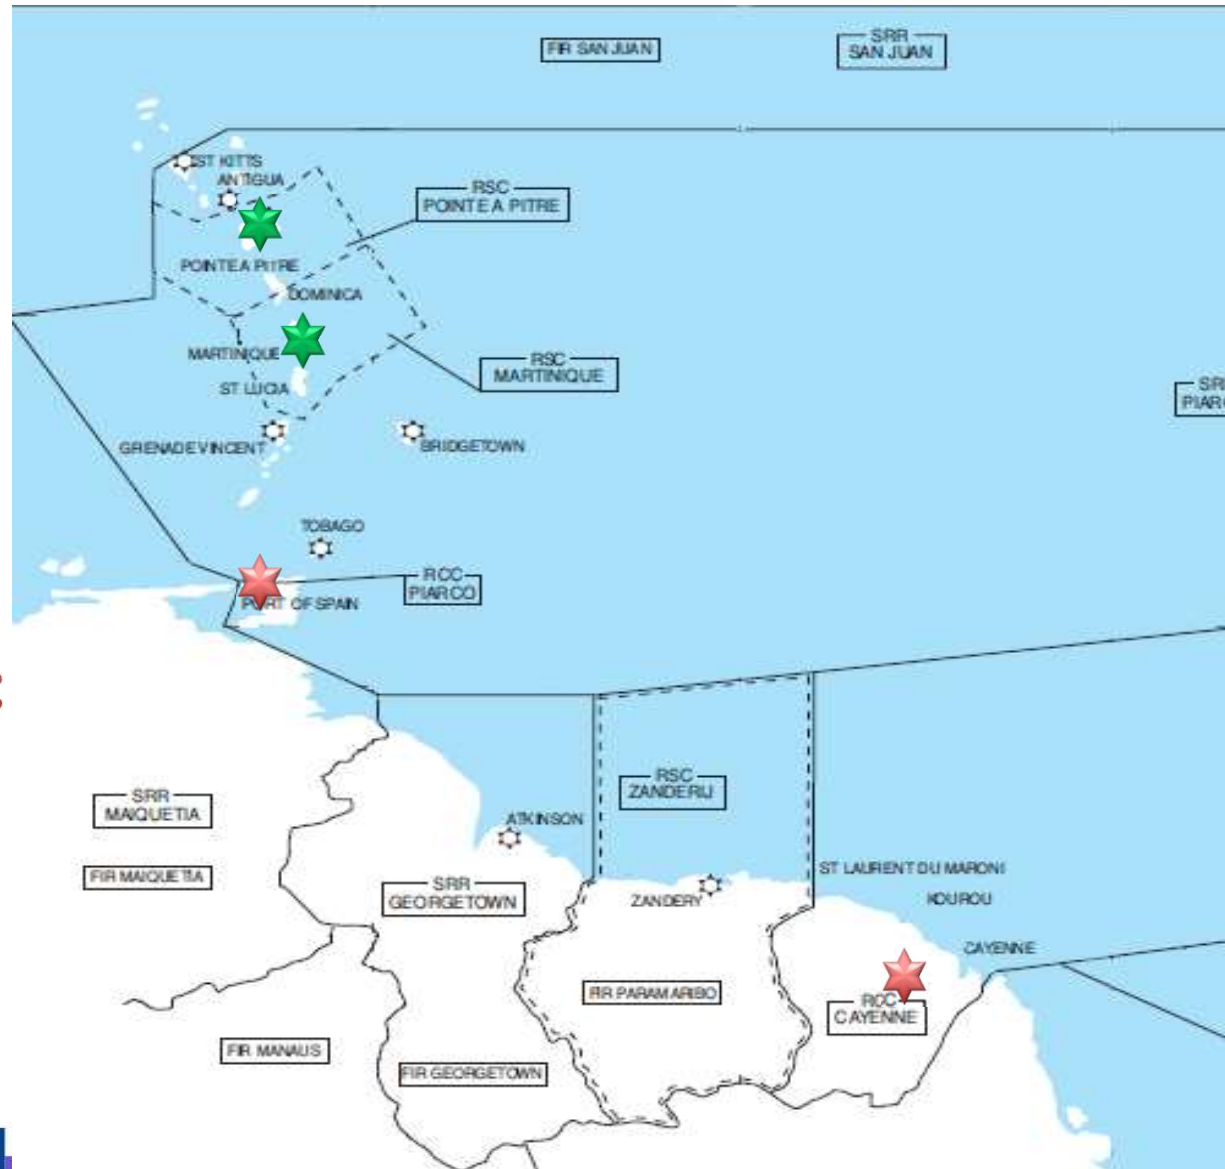 FIR SAN JUAN
SRR
SAN JUAN
ST KITTS
ANTIGUA
RSC
POINTE A PITRE
POINTE A PITRE
DOMINICA
MARTINIQUE
RSC
MARTINIQUE
ST LUCIA
GRENADE VINCENT
BRIDGETOWN
TOBAGO
RCC
PIARCO
PORT OF SPAIN
SRR
MAIQUETIA
FIR MAIQUETIA
RSC
ZANDERIJ
ATKINSON
SRR
GEORGETOWN
ZANDERY
ST LAURENT DU MARONI
KOUROU
CAYENNE
FIR PARAMARIBO
RCC
CAYENNE
FIR MANAUS
FIR GEORGETOWN